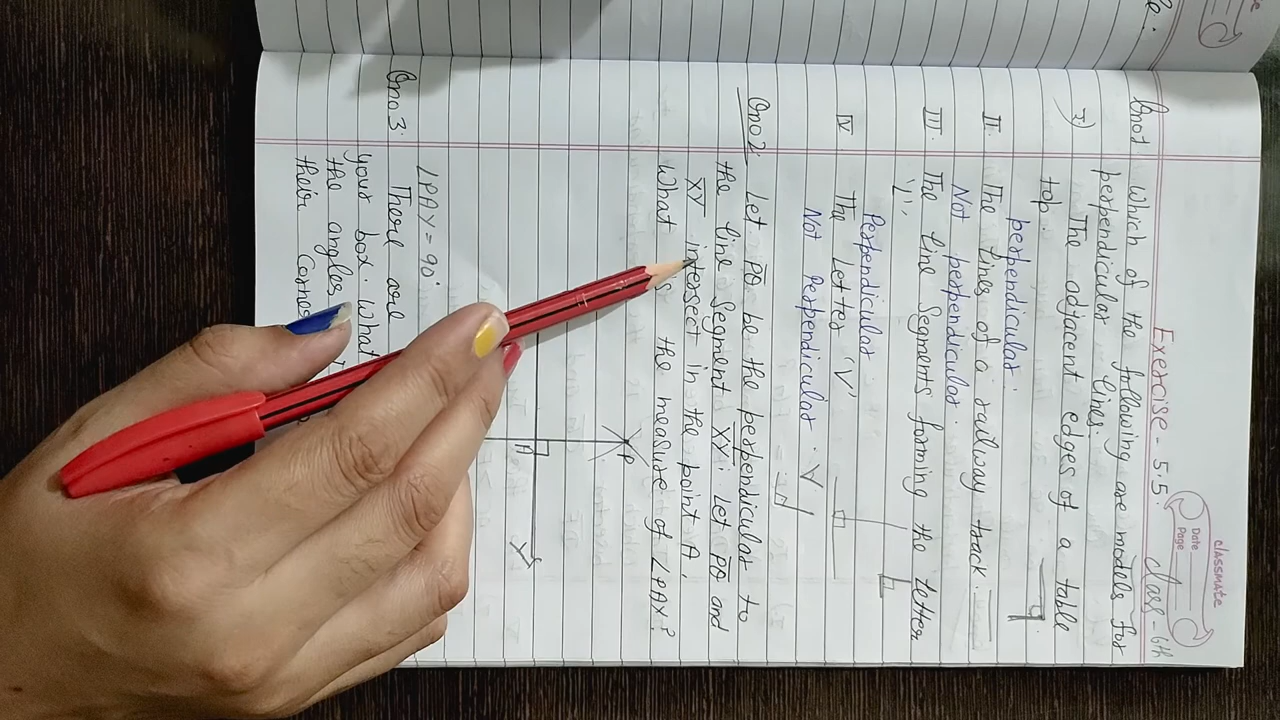 classmate
Date
Page
Exercise - 5.5. class - 6th
Qno1 Which of the following are models for
perpendicular lines.
I) The adjacent edges of a table
top.
perpendicular.
II. The lines of a railway track.
Not perpendicular.
III. The line Segments forming the letter
'L'.
Perpendicular
IV The Letter 'V'
Not Perpendicular. V
Qno2. Let PQ be the perpendicular to
the line Segment XY. Let PQ and
XY intersect in the point A.
What is the measure of ∠PAY?
P
A
Y
∠PAY = 90°
Qno3. There are
your box. What
the angles
their Corne